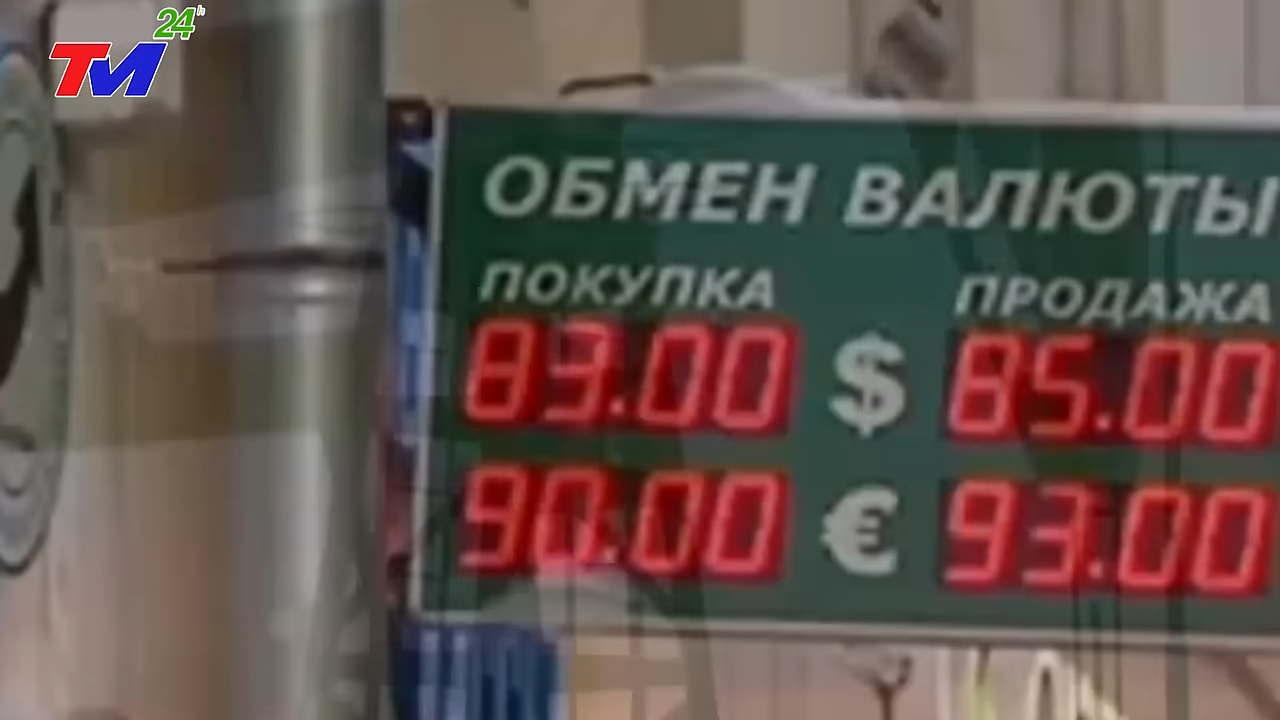 TM 24h
ОБМЕН ВАЛЮТЫ
ПОКУПКА ПРОДАЖА
83.00 $ 85.00
90.00 € 93.00